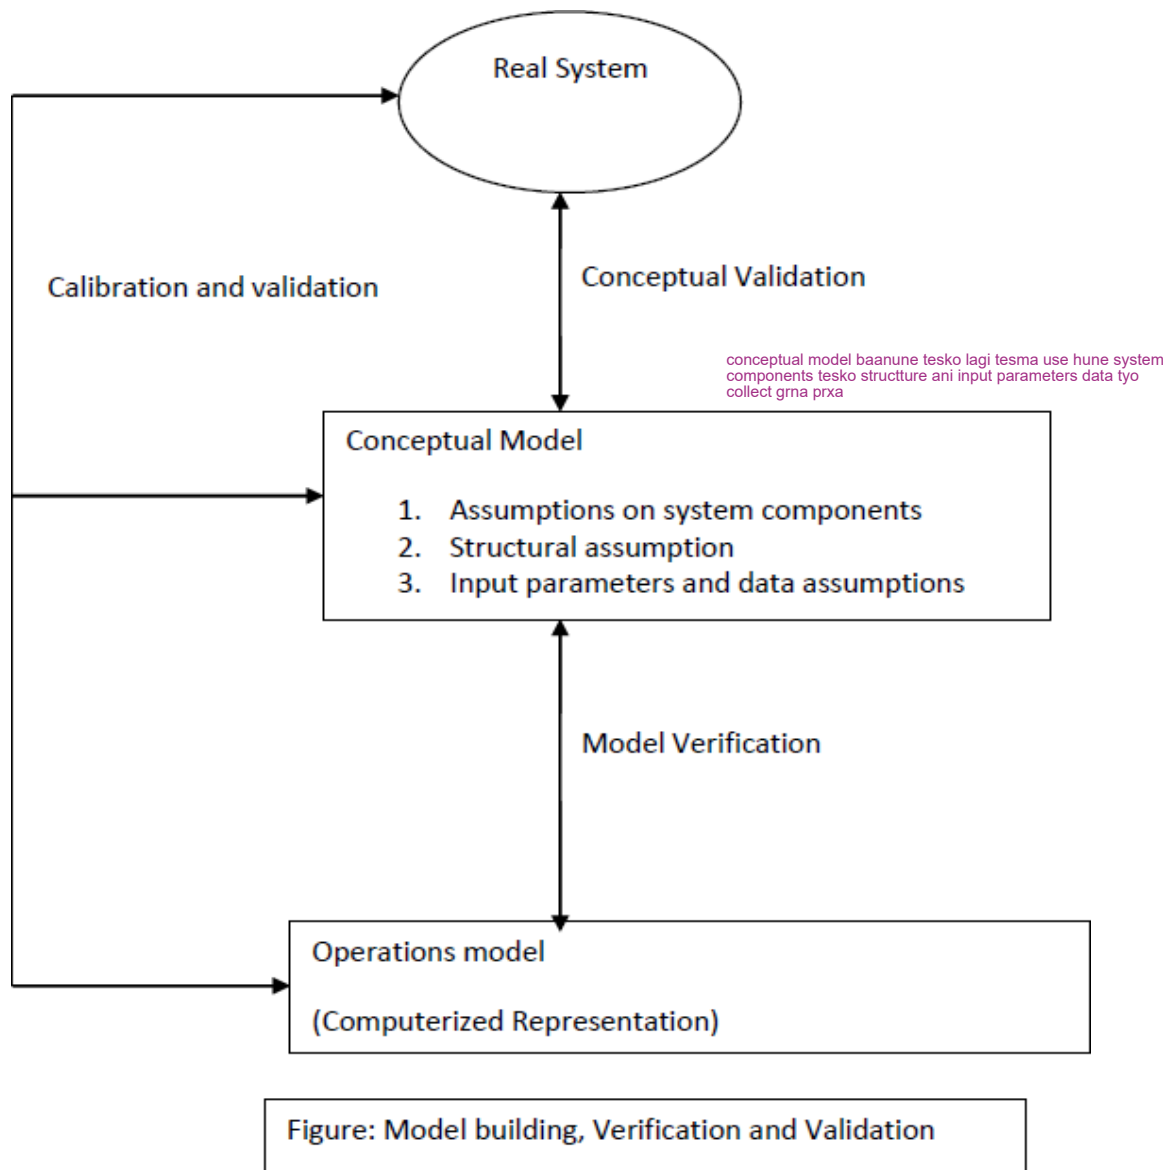 Real System
Calibration and validation
Conceptual Validation
conceptual model baanune tesko lagi tesma use hune system
components tesko structture ani input parameters data tyo
collect grna prxa
Conceptual Model
1. Assumptions on system components
2. Structural assumption
3. Input parameters and data assumptions
Model Verification
Operations model
(Computerized Representation)
Figure: Model building, Verification and Validation